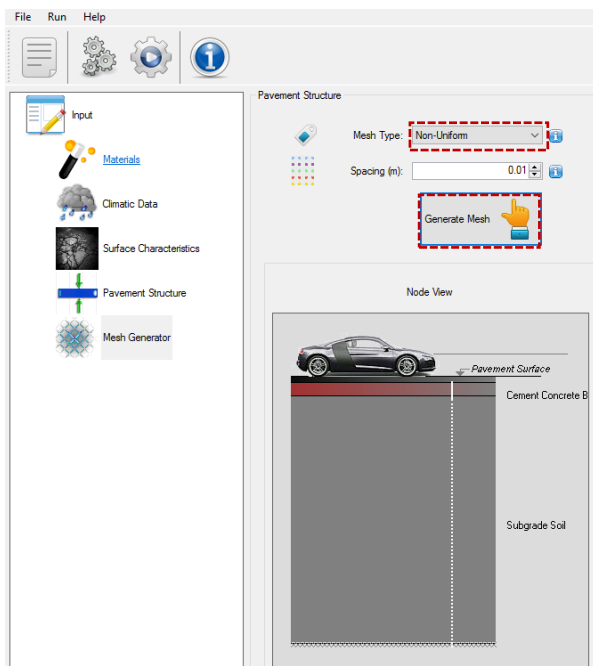 File Run Help
Pavement Structure
Input
Mesh Type: Non-Uniform
Materials
Spacing (m): 0.01
Climatic Data
Generate Mesh
Surface Characteristics
Pavement Structure
Node View
Mesh Generator
Pavement Surface
Cement Concrete B
Subgrade Soil